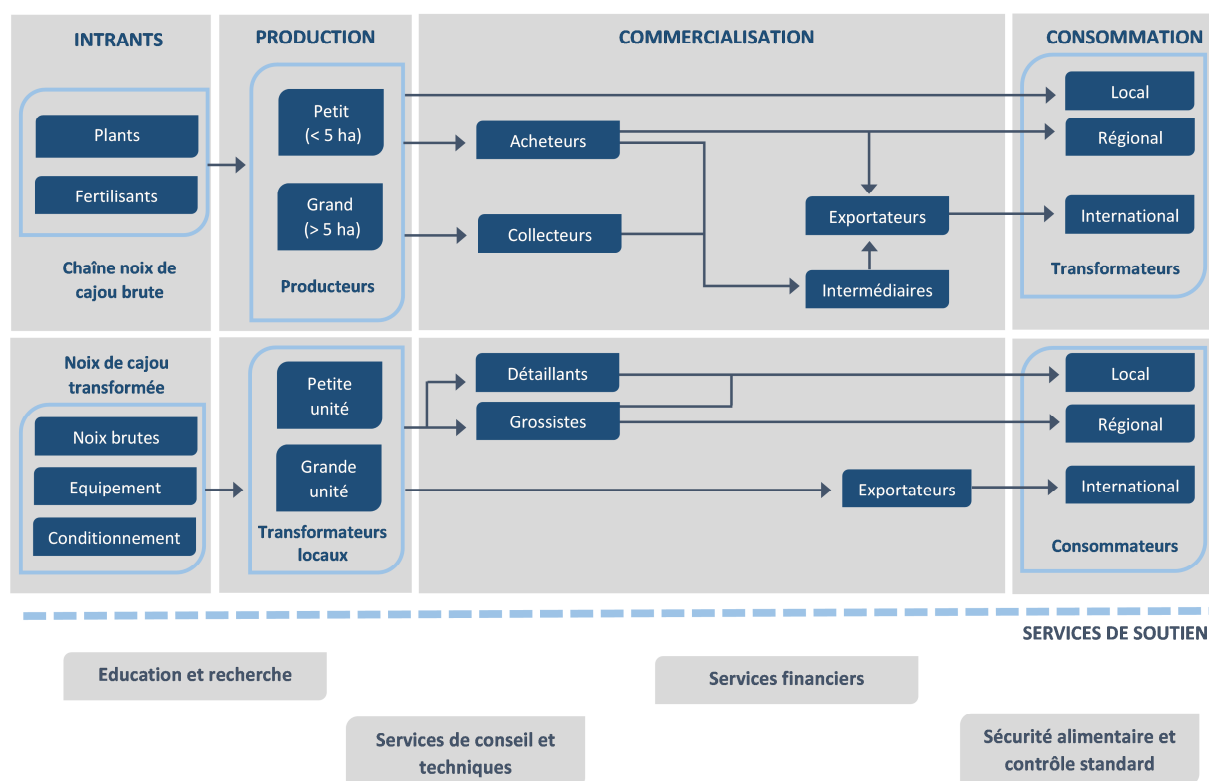 INTRANTS
PRODUCTION
COMMERCIALISATION
CONSOMMATION
Plants
Fertilisants
Chaîne noix de
cajou brute
Petit
(< 5 ha)
Grand
(> 5 ha)
Producteurs
Acheteurs
Collecteurs
Exportateurs
Intermédiaires
Local
Régional
International
Transformateurs
Noix de cajou
transformée
Noix brutes
Equipement
Conditionnement
Petite
unité
Grande
unité
Transformateurs
locaux
Détaillants
Grossistes
Exportateurs
Local
Régional
International
Consommateurs
SERVICES DE SOUTIEN
Education et recherche
Services financiers
Services de conseil et
techniques
Sécurité alimentaire et
contrôle standard